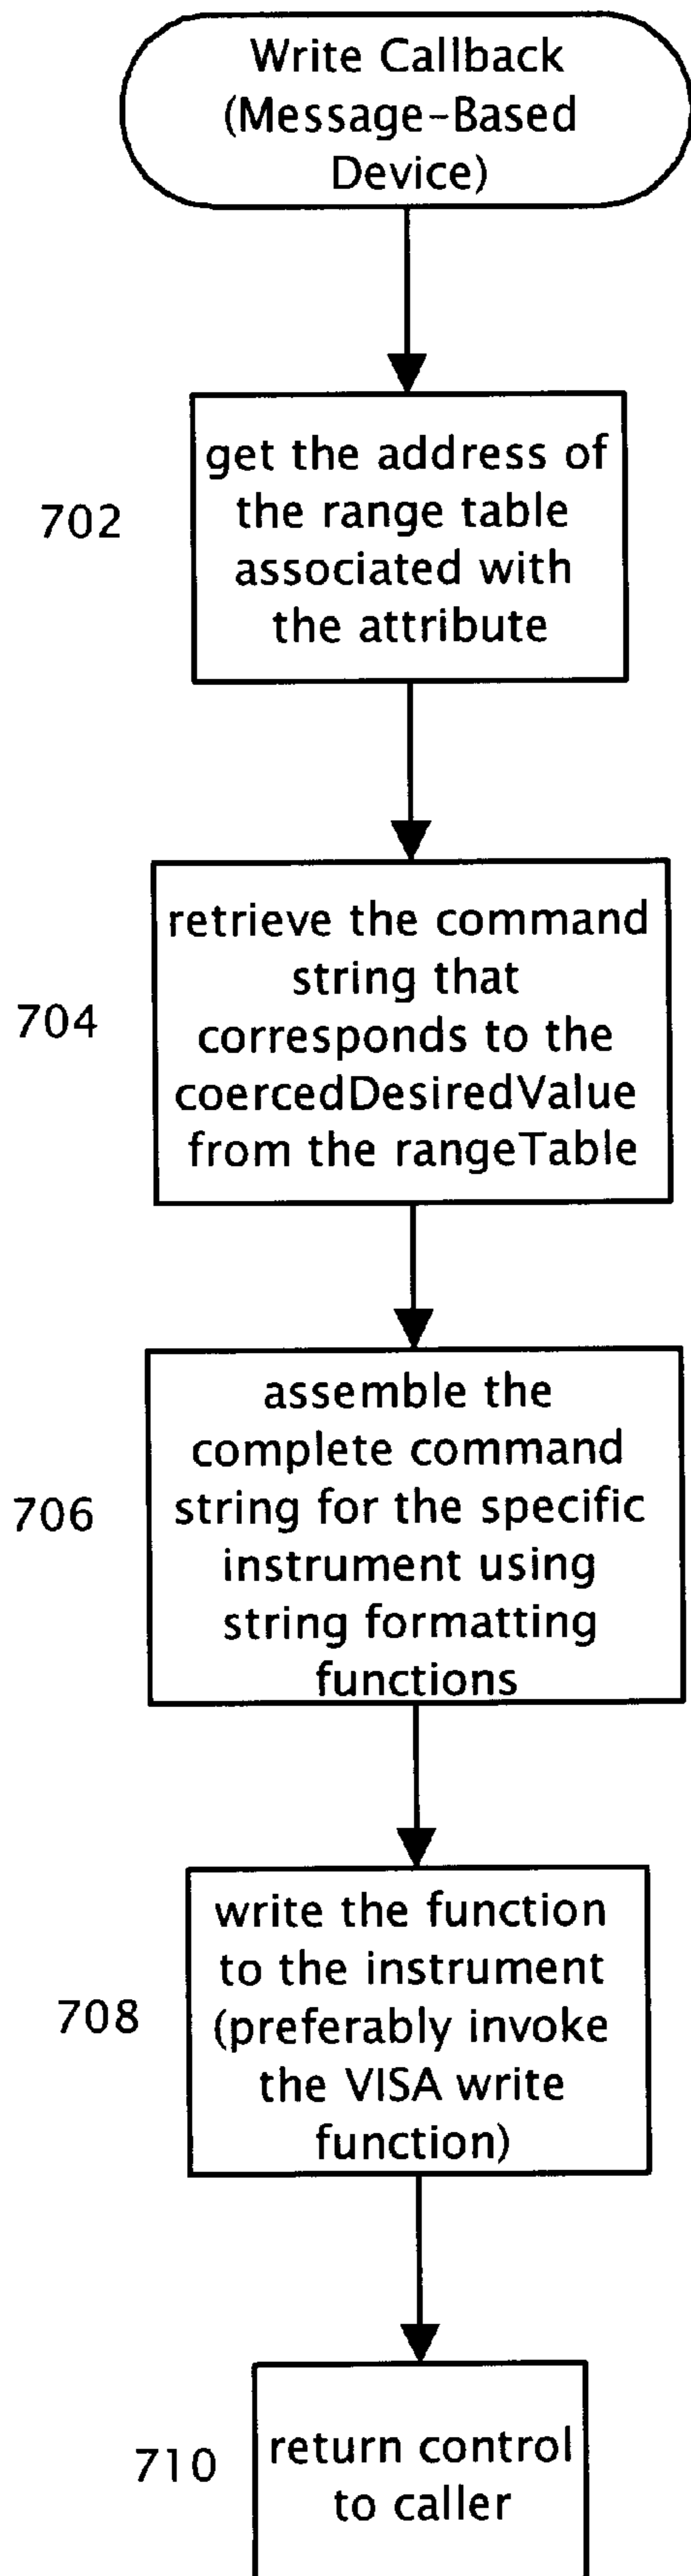 Write Callback
(Message-Based
Device)
702
get the address of
the range table
associated with
the attribute
704
retrieve the command
string that
corresponds to the
coercedDesiredValue
from the rangeTable
706
assemble the
complete command
string for the specific
instrument using
string formatting
functions
708
write the function
to the instrument
(preferably invoke
the VISA write
function)
710
return control
to caller